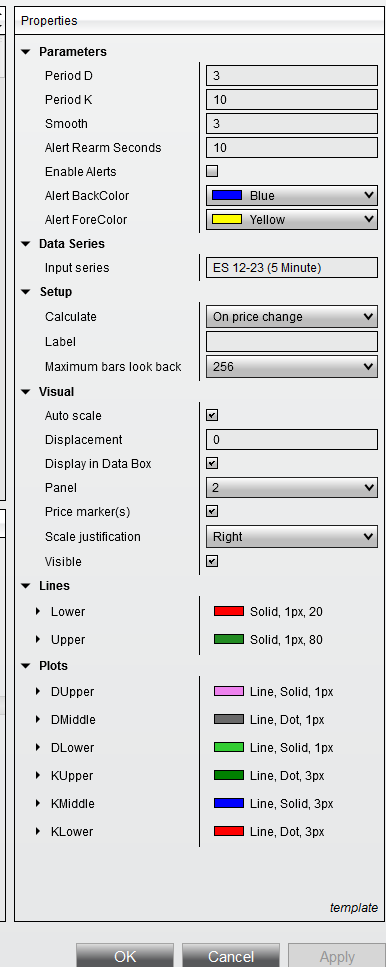 Properties
Parameters
Period D 3
Period K 10
Smooth 3
Alert Rearm Seconds 10
Enable Alerts
Alert BackColor Blue
Alert ForeColor Yellow
Data Series
Input series ES 12-23 (5 Minute)
Setup
Calculate On price change
Label
Maximum bars look back 256
Visual
Auto scale
Displacement 0
Display in Data Box
Panel 2
Price marker(s)
Scale justification Right
Visible
Lines
Lower Solid, 1px, 20
Upper Solid, 1px, 80
Plots
DUpper Line, Solid, 1px
DMiddle Line, Dot, 1px
DLower Line, Solid, 1px
KUpper Line, Dot, 3px
KMiddle Line, Solid, 3px
KLower Line, Dot, 3px
template
OK Cancel Apply